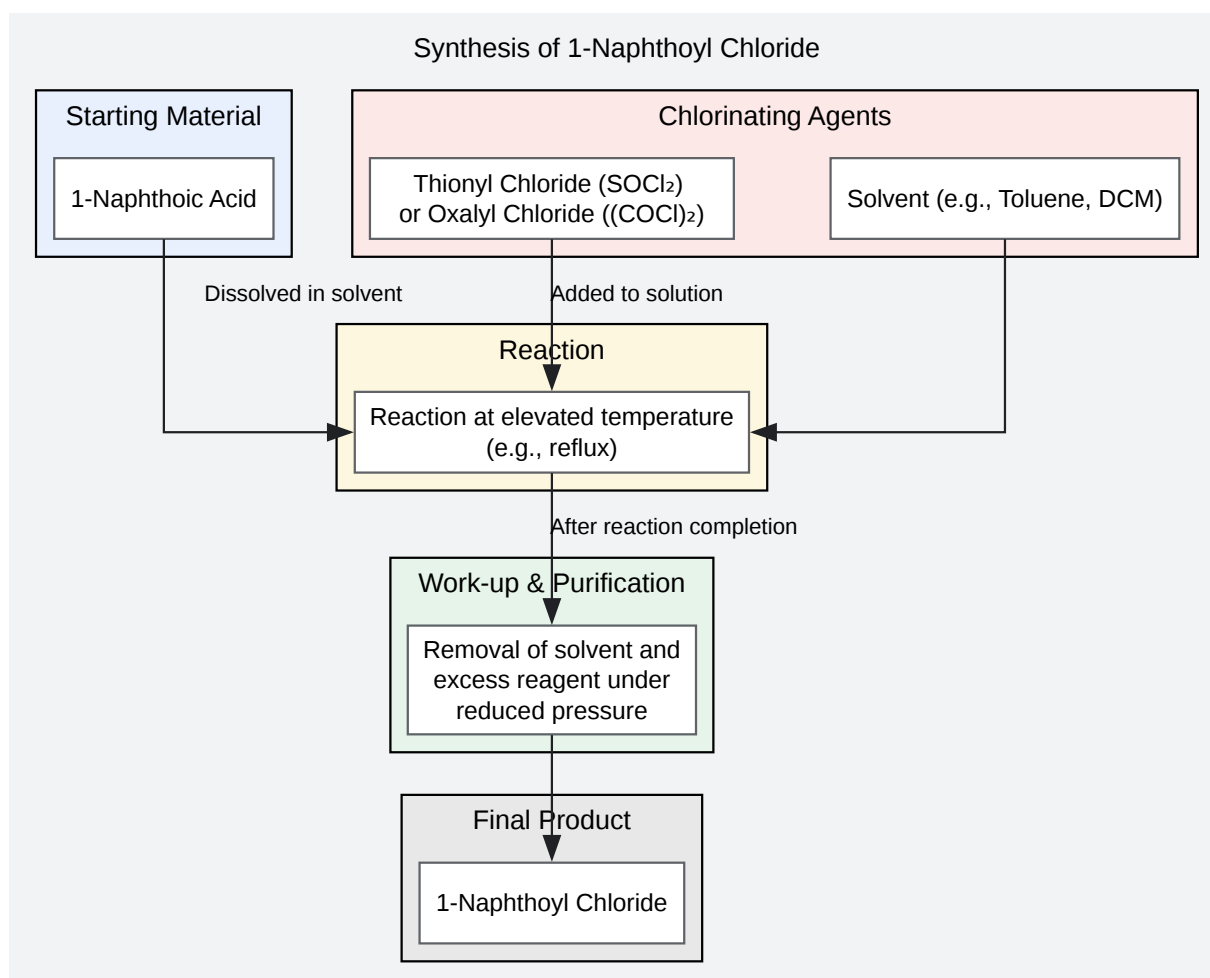 Synthesis of 1-Naphthoyl Chloride
Starting Material
1-Naphthoic Acid
Chlorinating Agents
Thionyl Chloride (SOCl₂)
or Oxalyl Chloride ((COCl)₂)
Solvent (e.g., Toluene, DCM)
Dissolved in solvent
Added to solution
Reaction
Reaction at elevated temperature
(e.g., reflux)
After reaction completion
Work-up & Purification
Removal of solvent and
excess reagent under
reduced pressure
Final Product
1-Naphthoyl Chloride